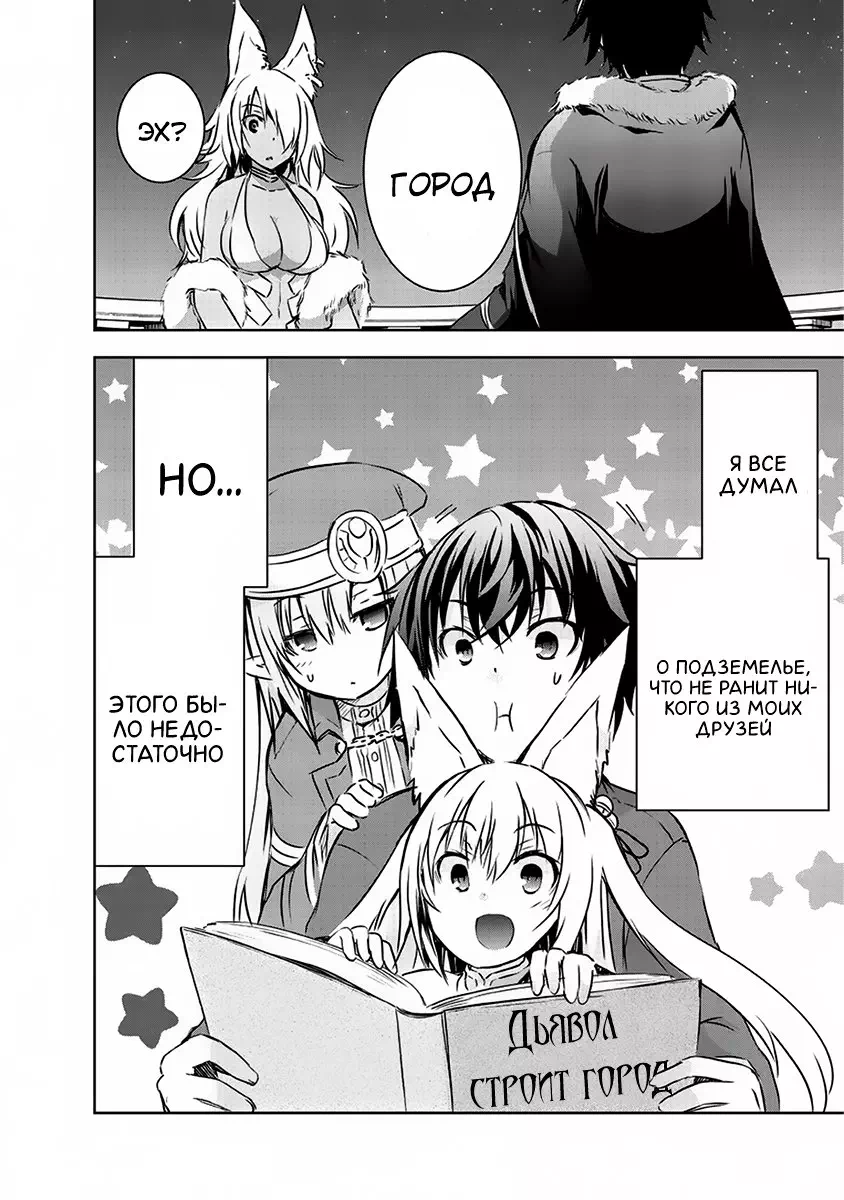 ГОРОД
ЭХ?
Я ВСЕ
ДУМАЛ
О ПОДЗЕМЕЛЬЕ,
ЧТО НЕ РАНИТ НИ-
КОГО ИЗ МОИХ
ДРУЗЕЙ
НО...
ЭТОГО БЫ-
ЛО НЕДО-
СТАТОЧНО
Дьявол
строит город